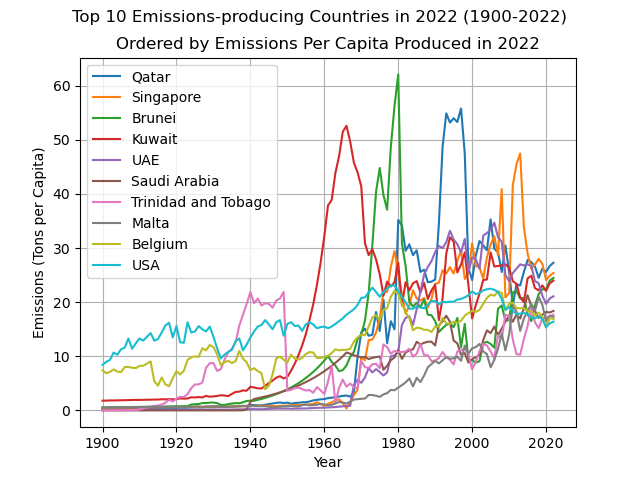 Top 10 Emissions-producing Countries in 2022 (1900-2022)
Ordered by Emissions Per Capita Produced in 2022
Emissions (Tons per Capita)
60
50
40
30
20
10
0
Qatar
Singapore
Brunei
Kuwait
UAE
Saudi Arabia
Trinidad and Tobago
Malta
Belgium
USA
1900 1920 1940 1960 1980 2000 2020
Year